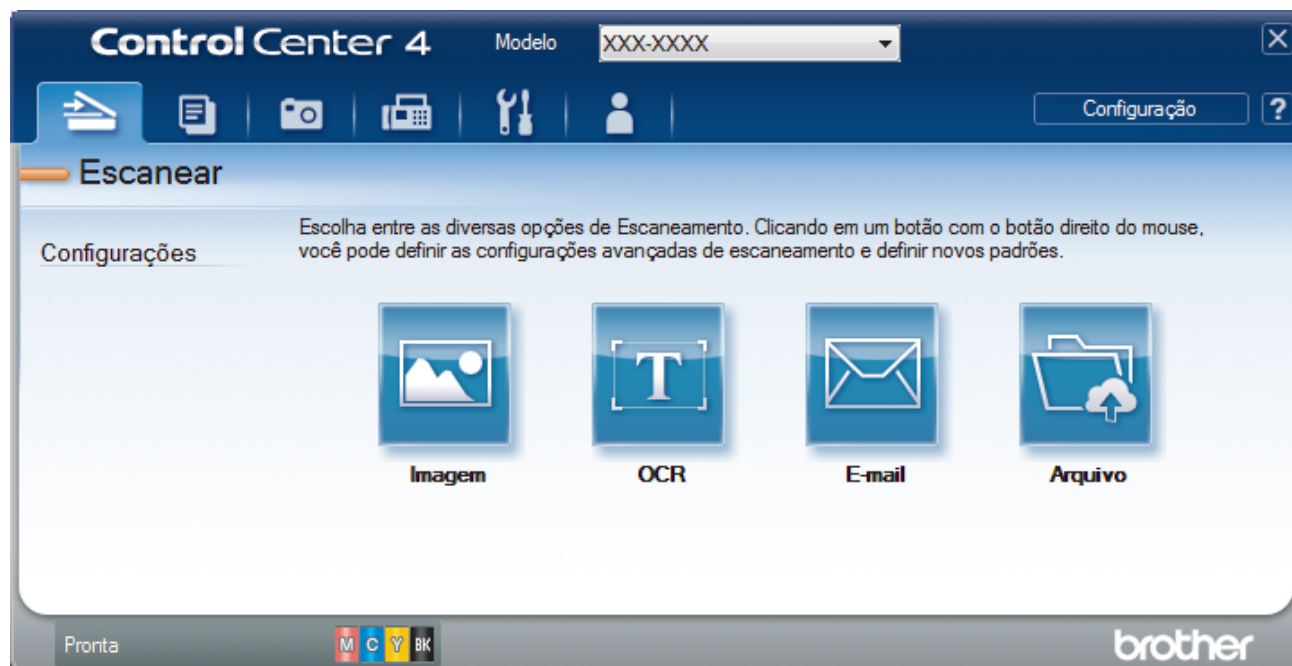 ControlCenter 4 Modelo XXX-XXXX X
Configuração ?
Escanear
Configurações
Escolha entre as diversas opções de Escaneamento. Clicando em um botão com o botão direito do mouse,
você pode definir as configurações avançadas de escaneamento e definir novos padrões.
T
Imagem OCR E-mail Arquivo
Pronta M C Y BK brother